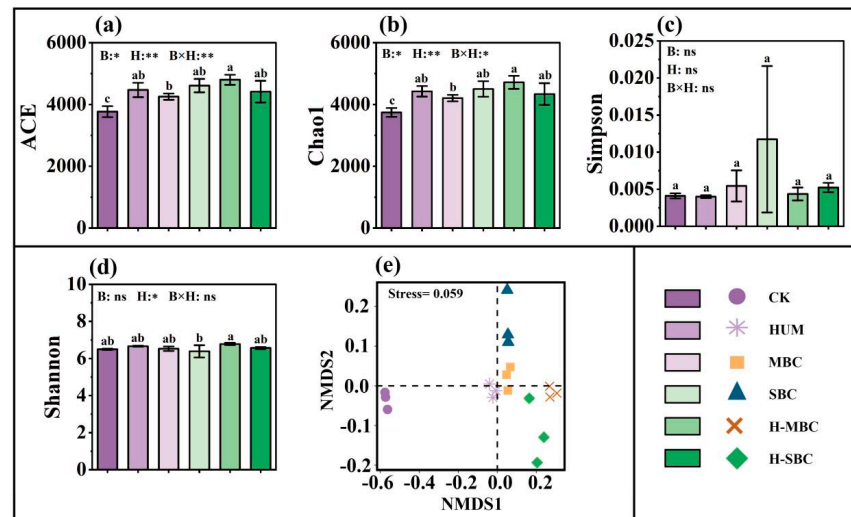 (a)
B:* H:** B×H:**
6000
4000
2000
0
ACE
c
ab
b
ab
a
ab
(b)
B:* H:** B×H:*
6000
4000
2000
0
Chao1
c
ab
b
ab
a
ab
(c)
B: ns
H: ns
B×H: ns
0.025
0.020
0.015
0.010
0.005
0.000
Simpson
a
a
a
a
a
a
(d)
B: ns H:* B×H: ns
10
8
6
4
2
0
Shannon
ab
ab
ab
b
a
ab
(e)
Stress= 0.059
0.2
0.1
0.0
-0.1
-0.2
NMDS2
-0.6 -0.4 -0.2 0.0 0.2
NMDS1
CK
HUM
MBC
SBC
H-MBC
H-SBC